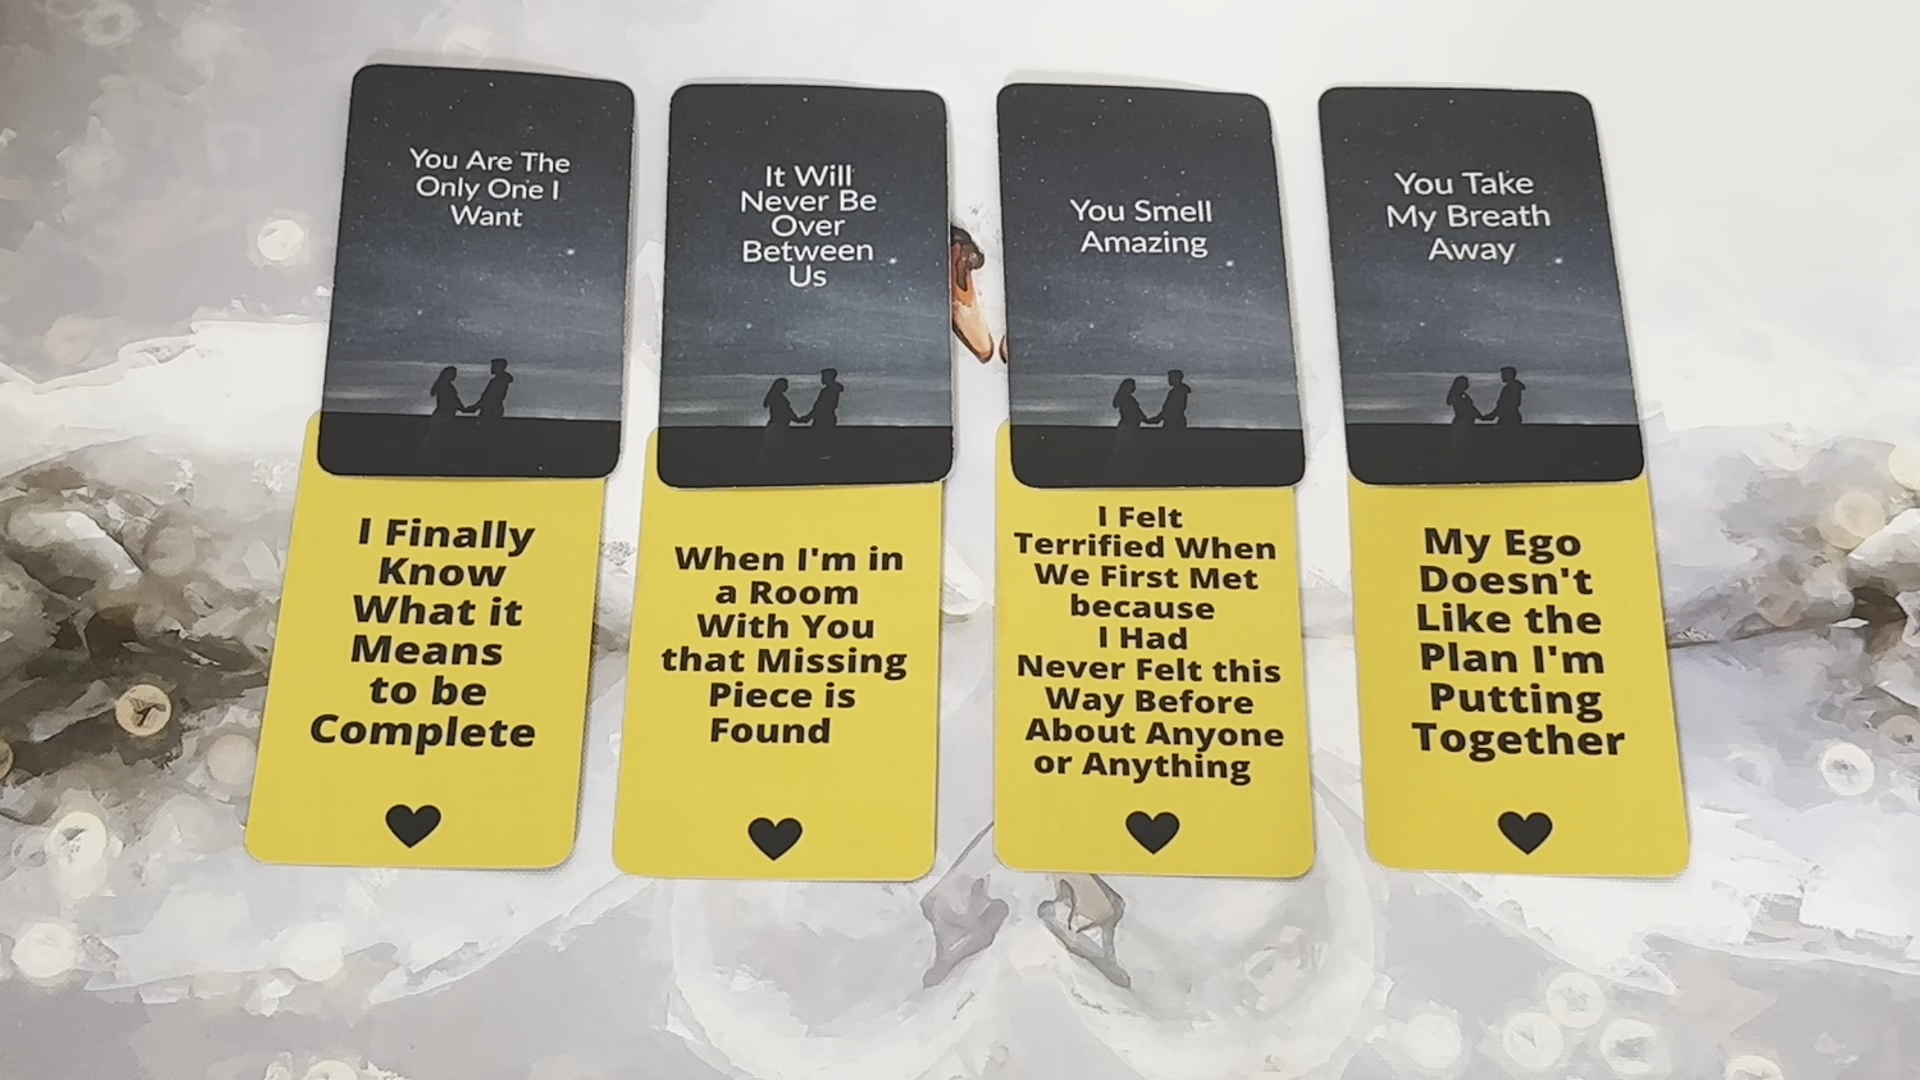 You Are The
Only One I
Want
I Finally
Know
What it
Means
to be
Complete
It Will
Never Be
Over
Between
Us
When I'm in
a Room
With You
that Missing
Piece is
Found
You Smell
Amazing
I Felt
Terrified When
We First Met
because
I Had
Never Felt this
Way Before
About Anyone
or Anything
You Take
My Breath
Away
My Ego
Doesn't
Like the
Plan I'm
Putting
Together